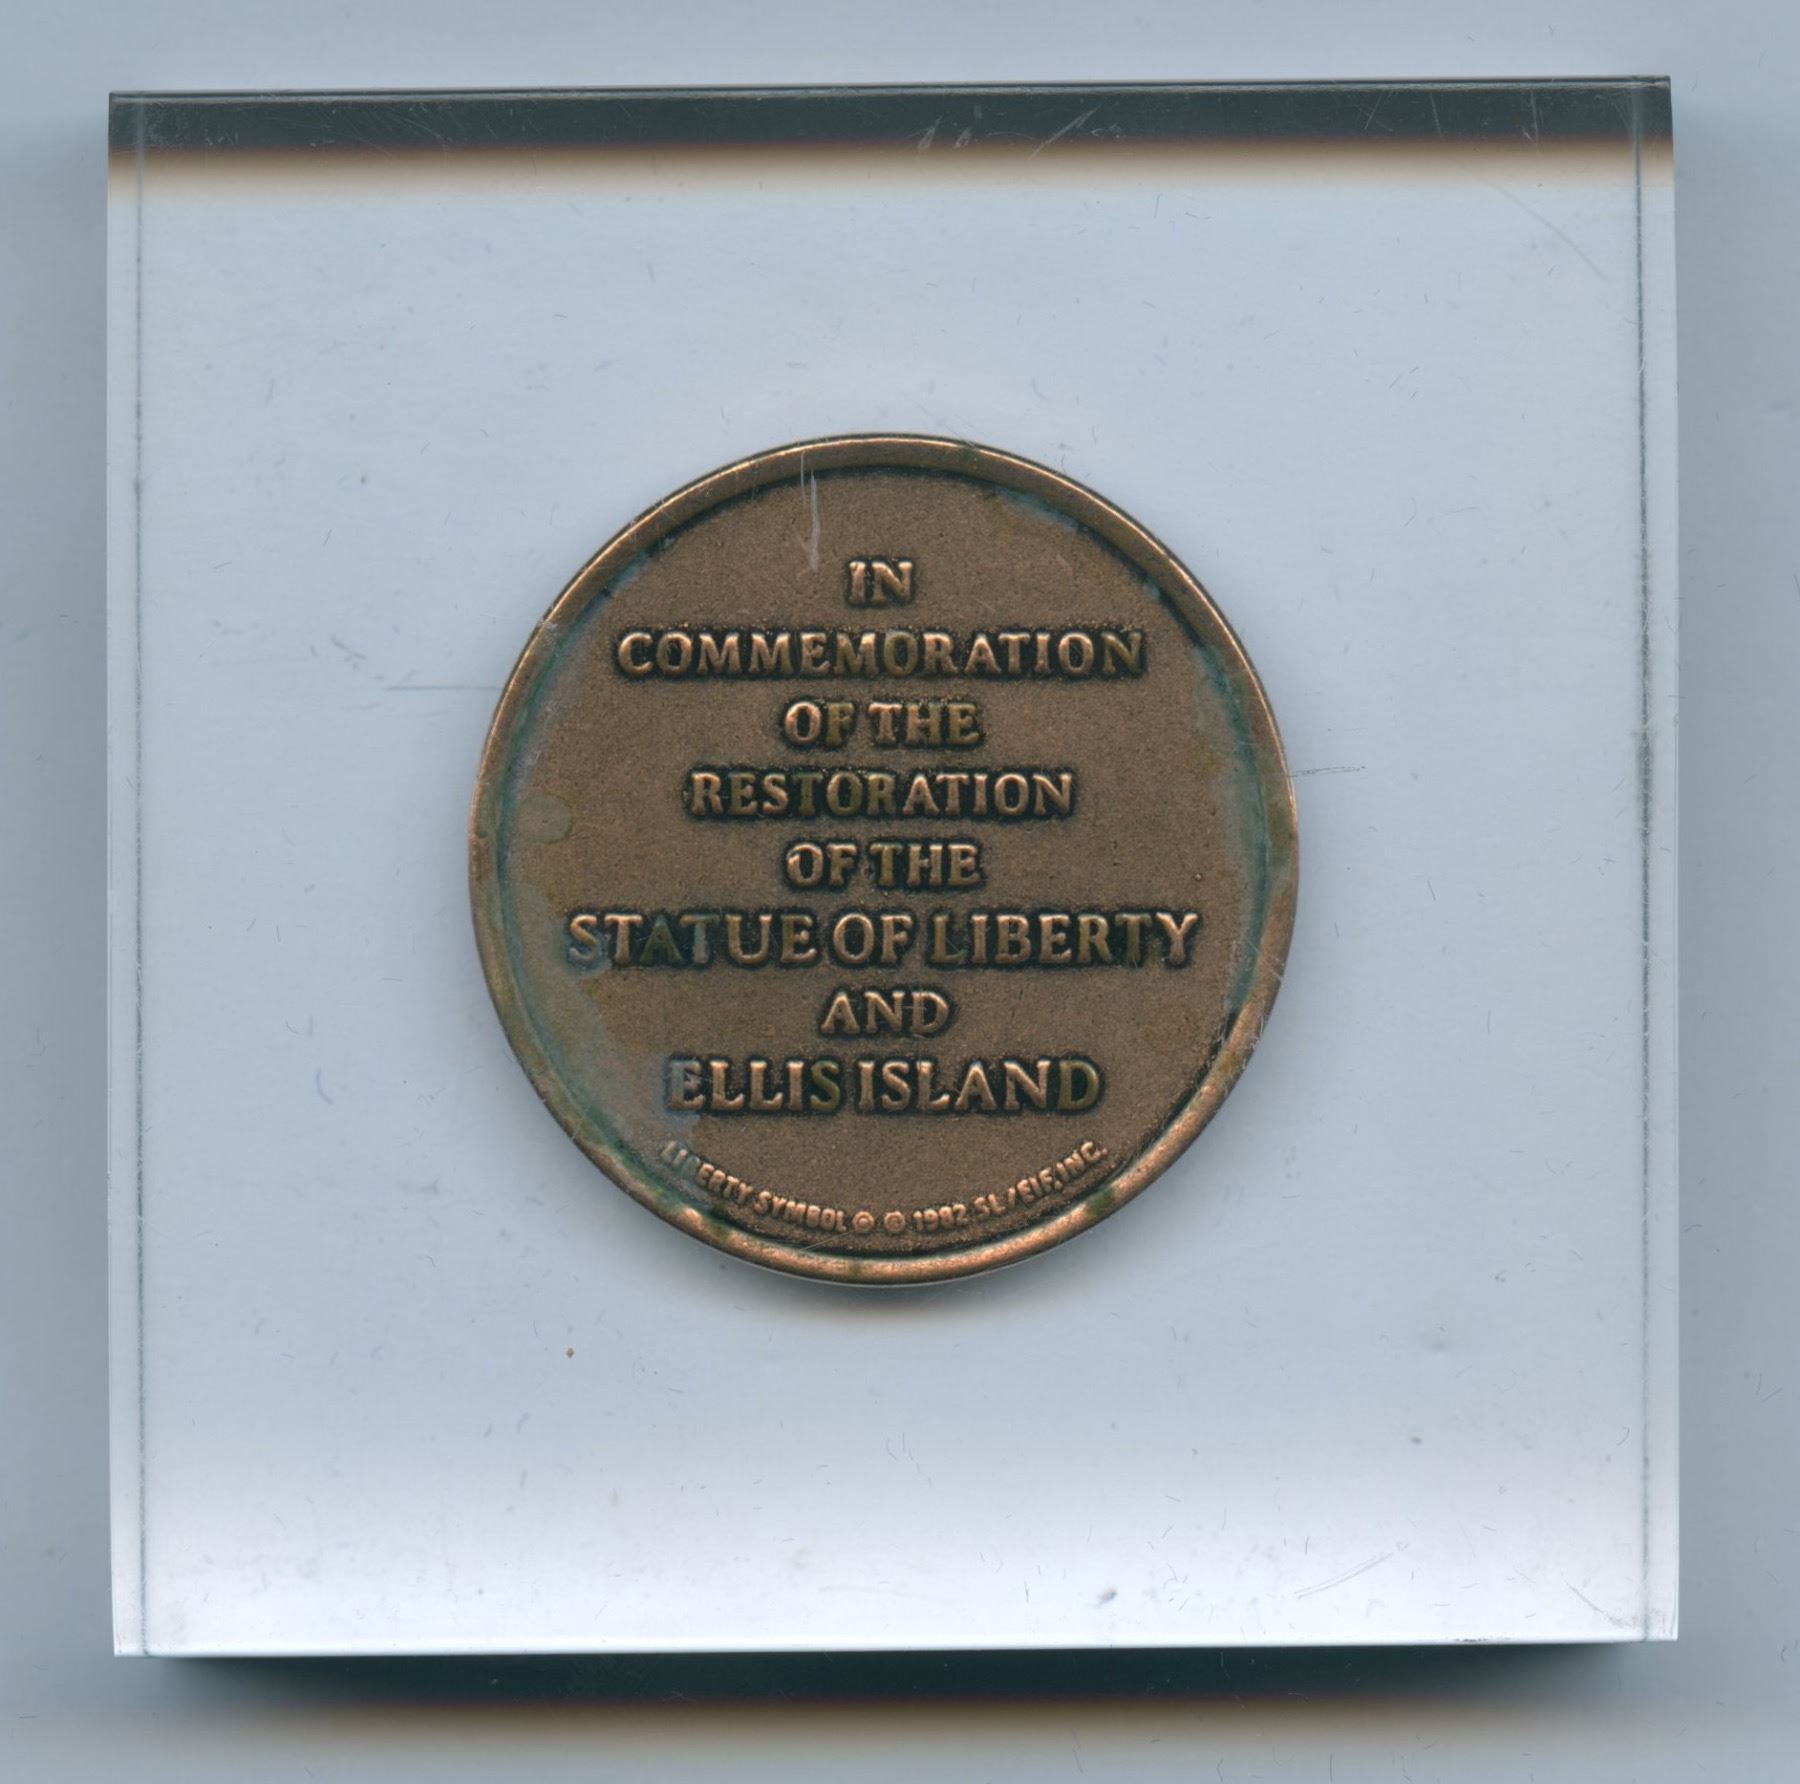 IN
COMMEMORATION
OF THE
RESTORATION
OF THE
STATUE OF LIBERTY
AND
ELLIS ISLAND
LIBERTY SYMBOL © © 1982 SL/EIF, INC.